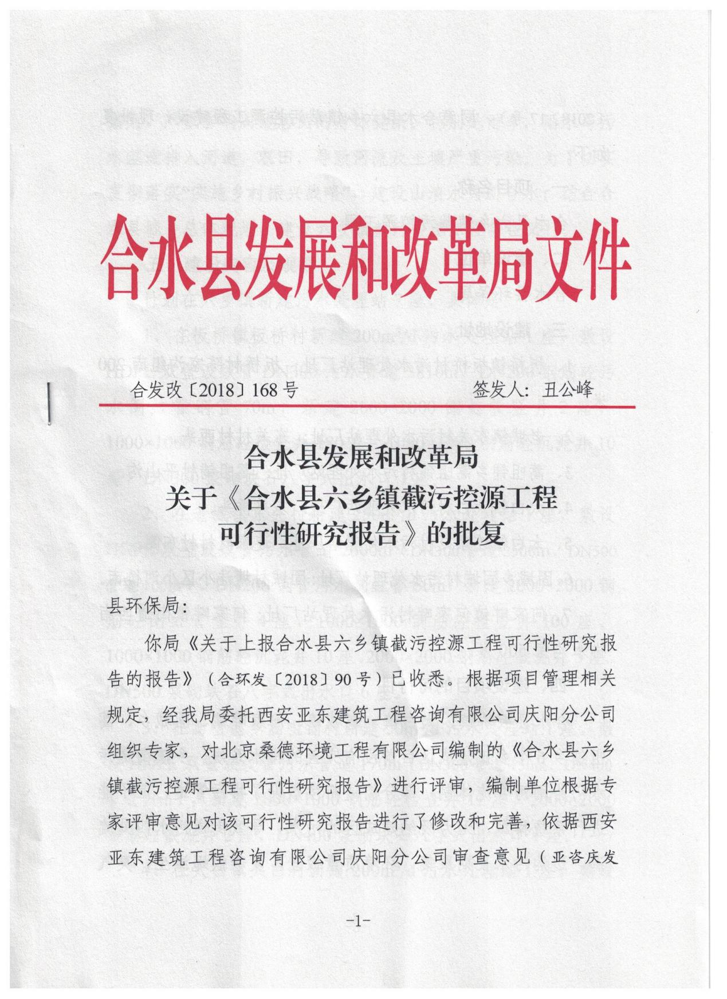 合水县发展和改革局文件
合发改〔2018〕168号 签发人：丑公峰
合水县发展和改革局
关于《合水县六乡镇截污控源工程
可行性研究报告》的批复
县环保局：
你局《关于上报合水县六乡镇截污控源工程可行性研究报
告的报告》（合环发〔2018〕90号）已收悉。根据项目管理相关
规定，经我局委托西安亚东建筑工程咨询有限公司庆阳分公司
组织专家，对北京桑德环境工程有限公司编制的《合水县六乡
镇截污控源工程可行性研究报告》进行评审，编制单位根据专
家评审意见对该可行性研究报告进行了修改和完善，依据西安
亚东建筑工程咨询有限公司庆阳分公司审查意见（亚咨庆发
-1-